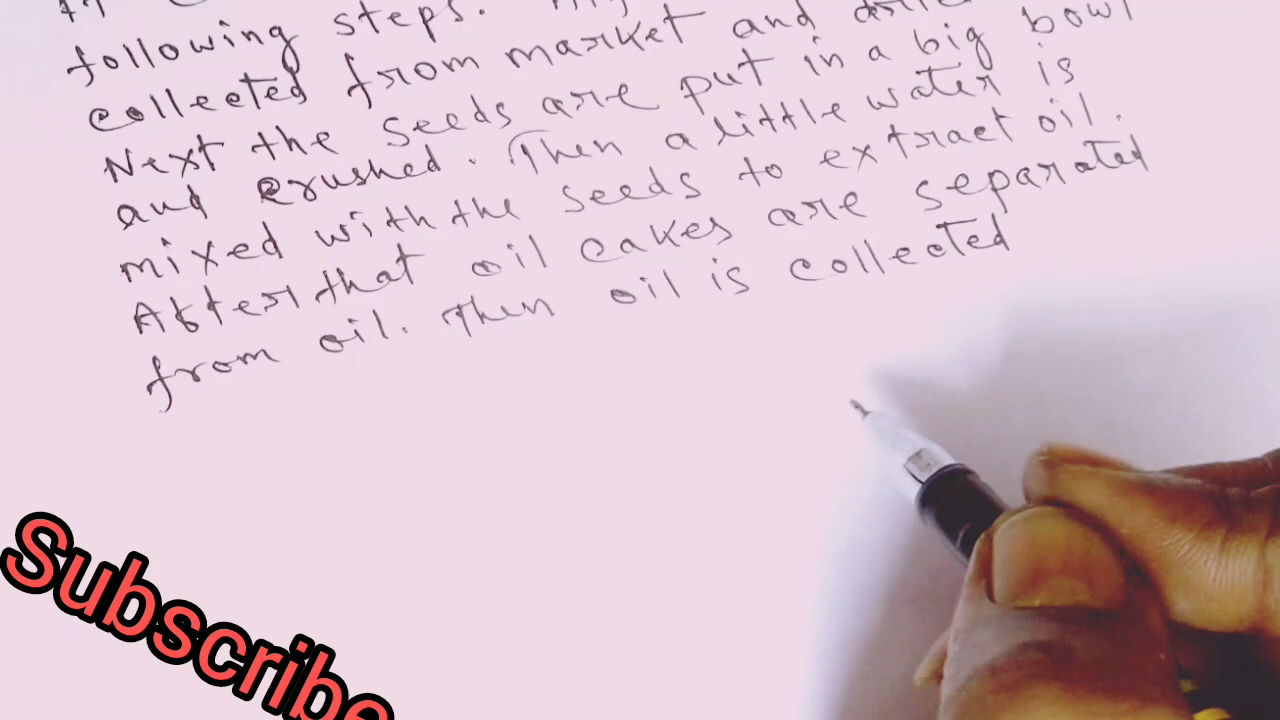 following steps.
collected from market and
Next the seeds are put in a big bowl
and crushed. Then a little water is
mixed with the seeds to extract oil.
After that oil cakes are separated
from oil. Then oil is collected
Subscribe